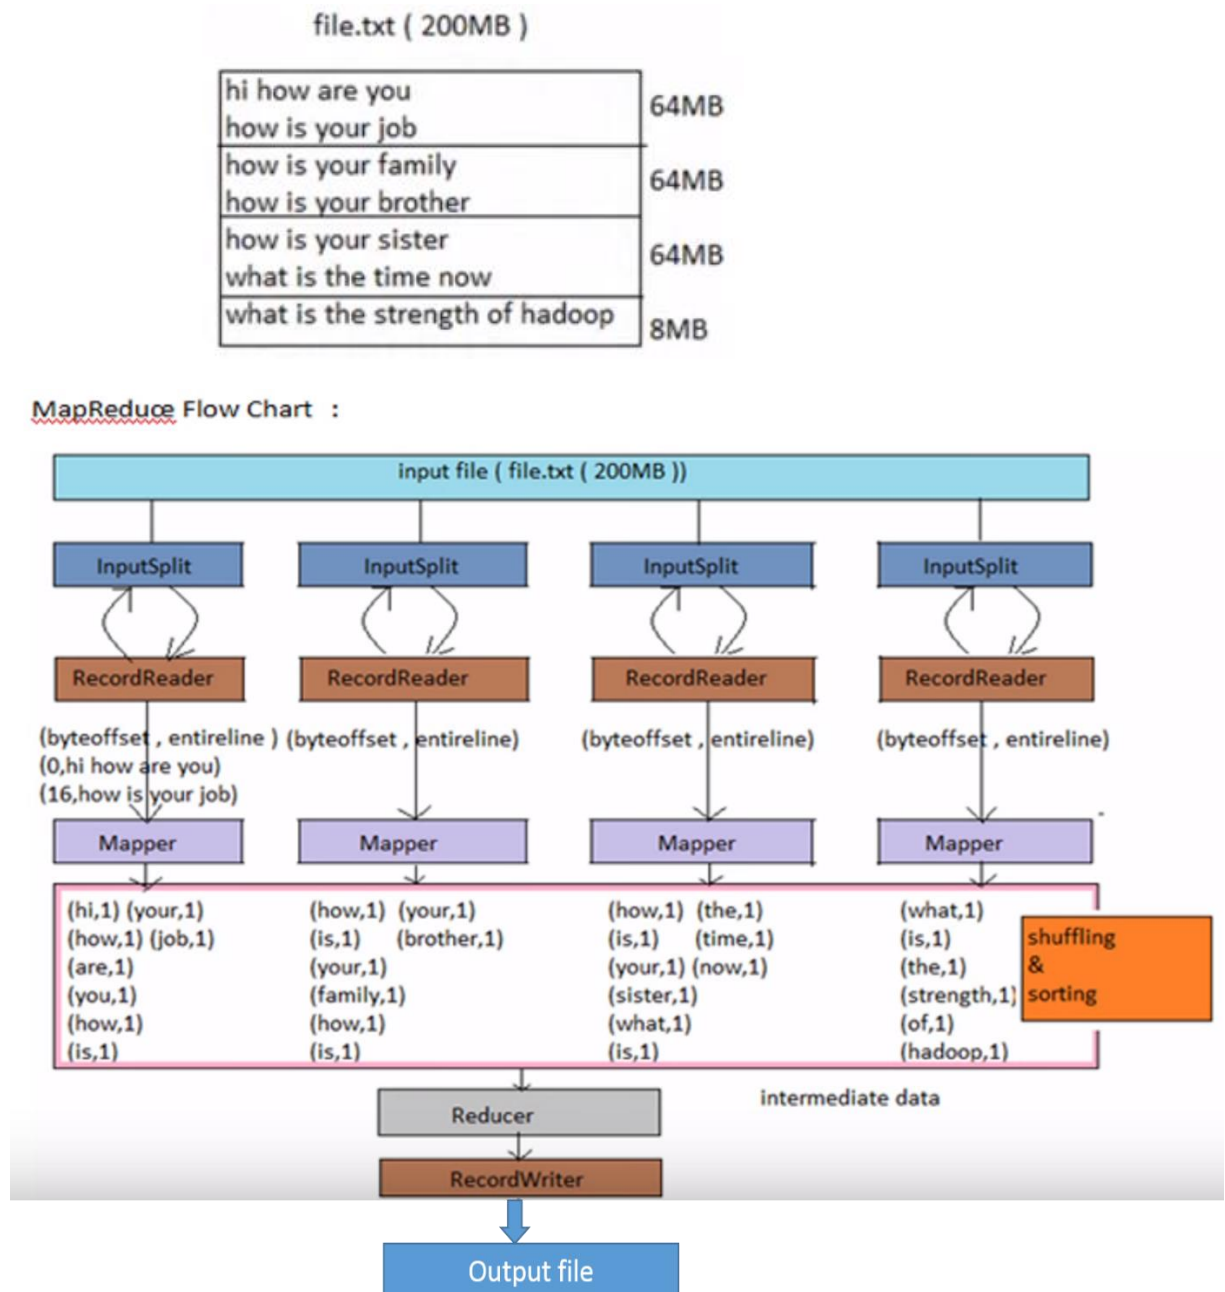 file.txt ( 200MB )
hi how are you
how is your job
64MB
how is your family
how is your brother
64MB
how is your sister
what is the time now
64MB
what is the strength of hadoop
8MB
MapReduce Flow Chart :
input file ( file.txt ( 200MB ))
InputSplit InputSplit InputSplit InputSplit
RecordReader RecordReader RecordReader RecordReader
(byteoffset , entireline ) (byteoffset , entireline) (byteoffset , entireline) (byteoffset , entireline)
(0,hi how are you)
(16,how is your job)
Mapper Mapper Mapper Mapper
(hi,1) (your,1) (how,1) (your,1) (how,1) (the,1) (what,1)
(how,1) (job,1) (is,1) (brother,1) (is,1) (time,1) (is,1)
(are,1) (your,1) (your,1) (now,1) (the,1)
(you,1) (family,1) (sister,1) (strength,1)
(how,1) (how,1) (what,1) (of,1)
(is,1) (is,1) (is,1) (hadoop,1)
shuffling
&
sorting
intermediate data
Reducer
RecordWriter
Output file